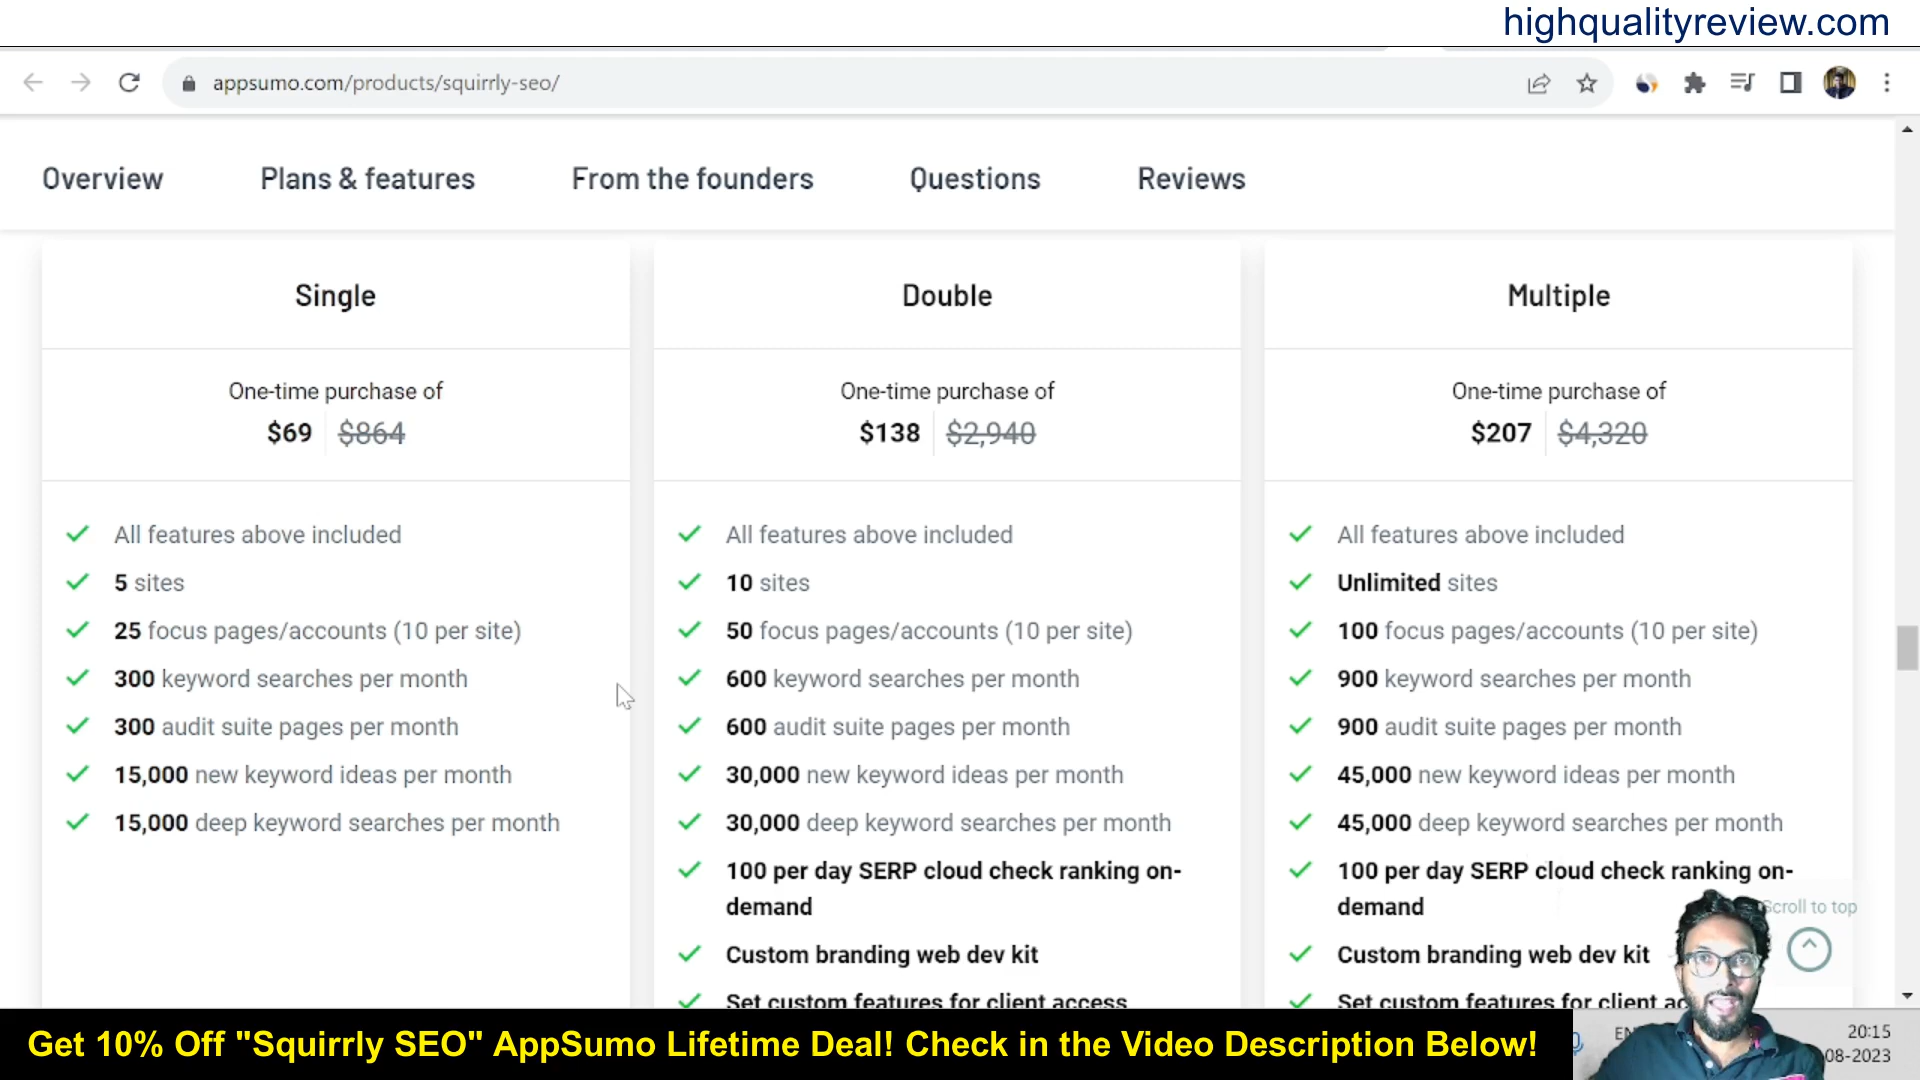 highqualityreview.com
appsumo.com/products/squirrly-seo/
Overview Plans & features From the founders Questions Reviews
Single
One-time purchase of
$69 $864
All features above included
5 sites
25 focus pages/accounts (10 per site)
300 keyword searches per month
300 audit suite pages per month
15,000 new keyword ideas per month
15,000 deep keyword searches per month
Double
One-time purchase of
$138 $2,940
All features above included
10 sites
50 focus pages/accounts (10 per site)
600 keyword searches per month
600 audit suite pages per month
30,000 new keyword ideas per month
30,000 deep keyword searches per month
100 per day SERP cloud check ranking on-
demand
Custom branding web dev kit
Set custom features for client access
Multiple
One-time purchase of
$207 $4,320
All features above included
Unlimited sites
100 focus pages/accounts (10 per site)
900 keyword searches per month
900 audit suite pages per month
45,000 new keyword ideas per month
45,000 deep keyword searches per month
100 per day SERP cloud check ranking on-
demand
Custom branding web dev kit
Set custom features for client
Scroll to top
Get 10% Off "Squirrly SEO" AppSumo Lifetime Deal! Check in the Video Description Below!
20:15
08-2023